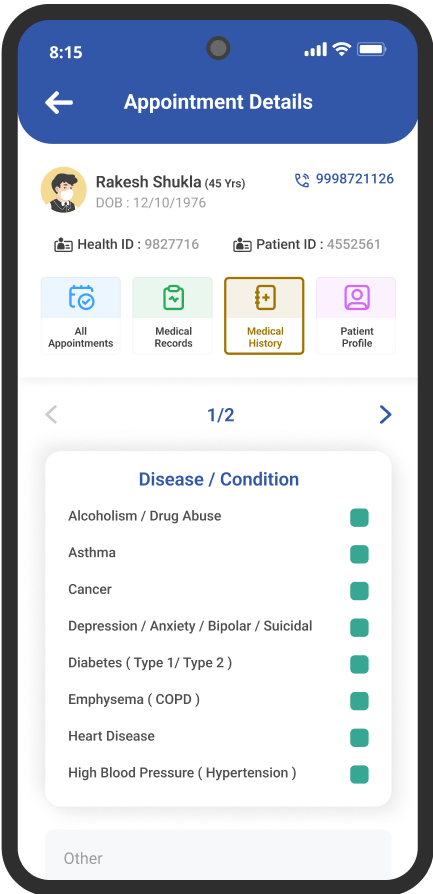 8:15
Appointment Details
Rakesh Shukla (45 Yrs)
9998721126
DOB : 12/10/1976
Health ID : 9827716
Patient ID : 4552561
All
Appointments
Medical
Records
Medical
History
Patient
Profile
1/2
Disease / Condition
Alcoholism / Drug Abuse
Asthma
Cancer
Depression / Anxiety / Bipolar / Suicidal
Diabetes ( Type 1/ Type 2 )
Emphysema ( COPD )
Heart Disease
High Blood Pressure ( Hypertension )
Other